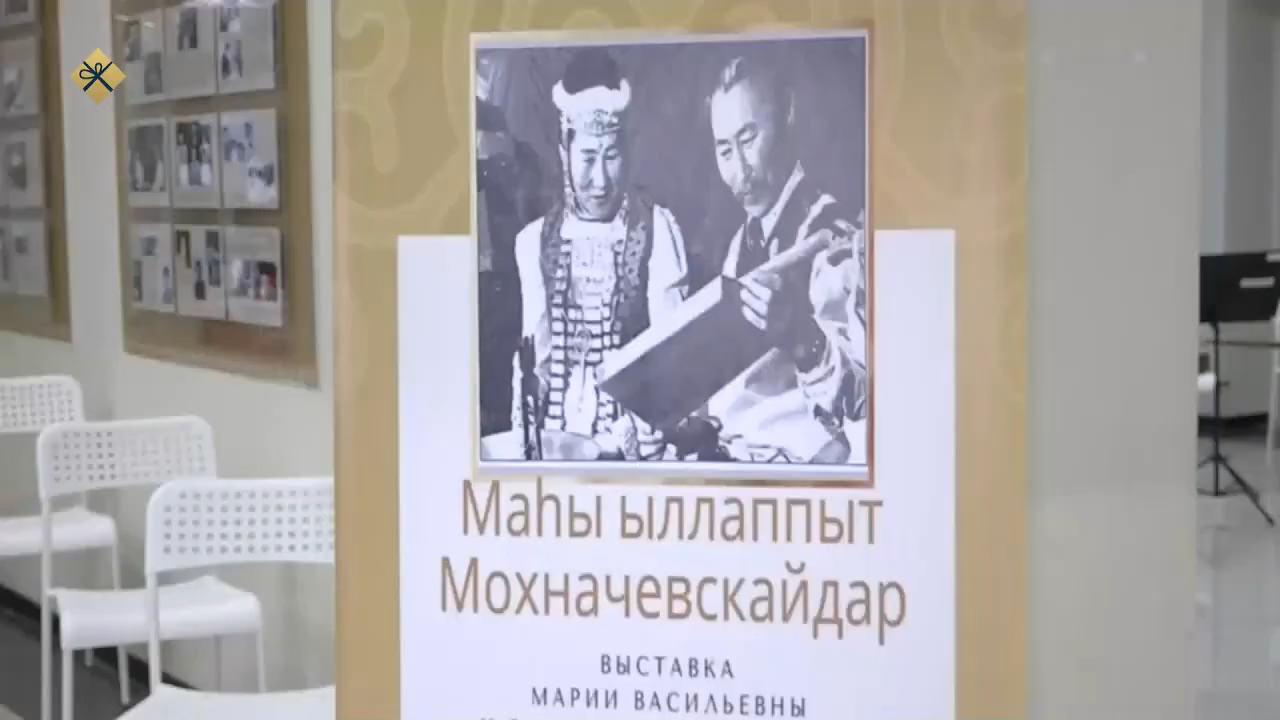 Маһы ыллаппыт
Мохначевскайдар
ВЫСТАВКА
МАРИИ ВАСИЛЬЕВНЫ